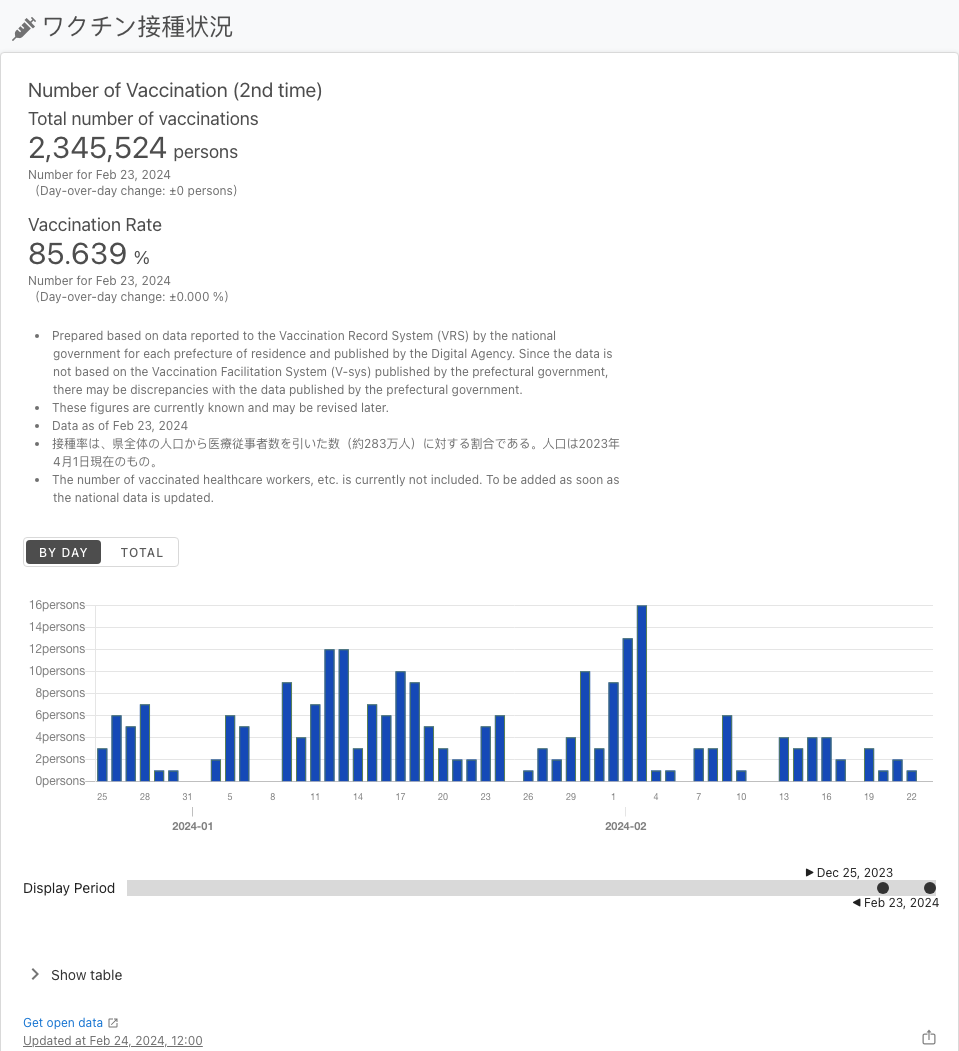 ワクチン接種状況
Number of Vaccination (2nd time)
Total number of vaccinations
2,345,524 persons
Number for Feb 23, 2024
(Day-over-day change: ±0 persons)
Vaccination Rate
85.639 %
Number for Feb 23, 2024
(Day-over-day change: ±0.000 %)
• Prepared based on data reported to the Vaccination Record System (VRS) by the national
government for each prefecture of residence and published by the Digital Agency. Since the data is
not based on the Vaccination Facilitation System (V-sys) published by the prefectural government,
there may be discrepancies with the data published by the prefectural government.
• These figures are currently known and may be revised later.
• Data as of Feb 23, 2024
• 接種率は、県全体の人口から医療従事者数を引いた数（約283万人）に対する割合である。人口は2023年
4月1日現在のもの。
• The number of vaccinated healthcare workers, etc. is currently not included. To be added as soon as
the national data is updated.
BY DAY TOTAL
16persons
14persons
12persons
10persons
8persons
6persons
4persons
2persons
0persons
25 28 31 5 8 11 14 17 20 23 26 29 1 4 7 10 13 16 19 22
2024-01 2024-02
Dec 25, 2023
Display Period
Feb 23, 2024
Show table
Get open data
Updated at Feb 24, 2024, 12:00